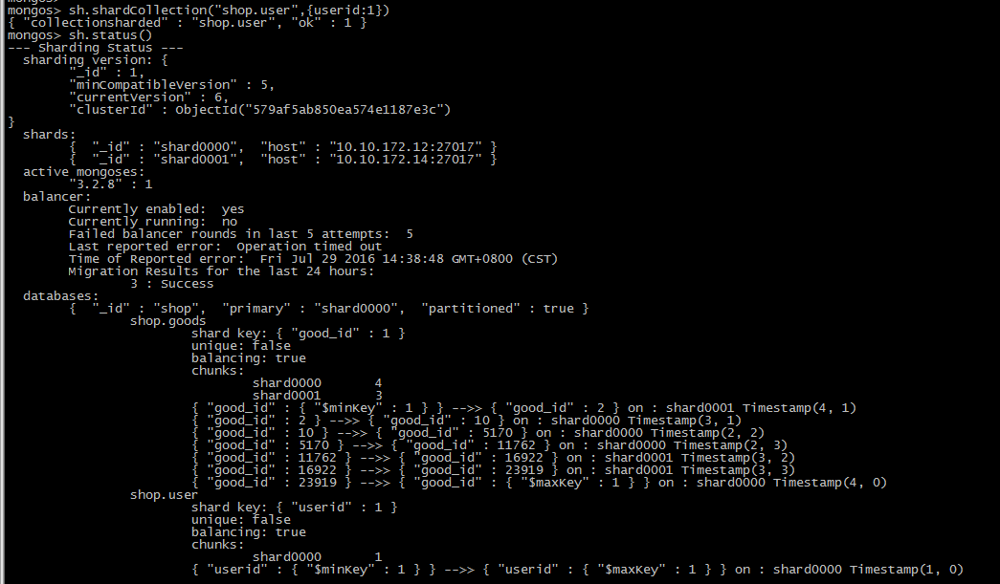 mongos>
mongos> sh.shardCollection("shop.user",{userid:1})
{ "collectionsharded" : "shop.user", "ok" : 1 }
mongos> sh.status()
--- Sharding Status ---
  sharding version: {
        "_id" : 1,
        "minCompatibleVersion" : 5,
        "currentVersion" : 6,
        "clusterId" : ObjectId("579af5ab850ea574e1187e3c")
}
  shards:
        {  "_id" : "shard0000",  "host" : "10.10.172.12:27017" }
        {  "_id" : "shard0001",  "host" : "10.10.172.14:27017" }
  active mongoses:
        "3.2.8" : 1
  balancer:
        Currently enabled:  yes
        Currently running:  no
        Failed balancer rounds in last 5 attempts:  5
        Last reported error:  Operation timed out
        Time of Reported error:  Fri Jul 29 2016 14:38:48 GMT+0800 (CST)
        Migration Results for the last 24 hours:
                3 : Success
  databases:
        {  "_id" : "shop",  "primary" : "shard0000",  "partitioned" : true }
                shop.goods
                        shard key: { "good_id" : 1 }
                        unique: false
                        balancing: true
                        chunks:
                                shard0000       4
                                shard0001       3
                        { "good_id" : { "$minKey" : 1 } } -->> { "good_id" : 2 } on : shard0001 Timestamp(4, 1)
                        { "good_id" : 2 } -->> { "good_id" : 10 } on : shard0000 Timestamp(3, 1)
                        { "good_id" : 10 } -->> { "good_id" : 5170 } on : shard0000 Timestamp(2, 2)
                        { "good_id" : 5170 } -->> { "good_id" : 11762 } on : shard0000 Timestamp(2, 3)
                        { "good_id" : 11762 } -->> { "good_id" : 16922 } on : shard0001 Timestamp(3, 2)
                        { "good_id" : 16922 } -->> { "good_id" : 23919 } on : shard0001 Timestamp(3, 3)
                        { "good_id" : 23919 } -->> { "good_id" : { "$maxKey" : 1 } } on : shard0000 Timestamp(4, 0)
                shop.user
                        shard key: { "userid" : 1 }
                        unique: false
                        balancing: true
                        chunks:
                                shard0000       1
                        { "userid" : { "$minKey" : 1 } } -->> { "userid" : { "$maxKey" : 1 } } on : shard0000 Timestamp(1, 0)